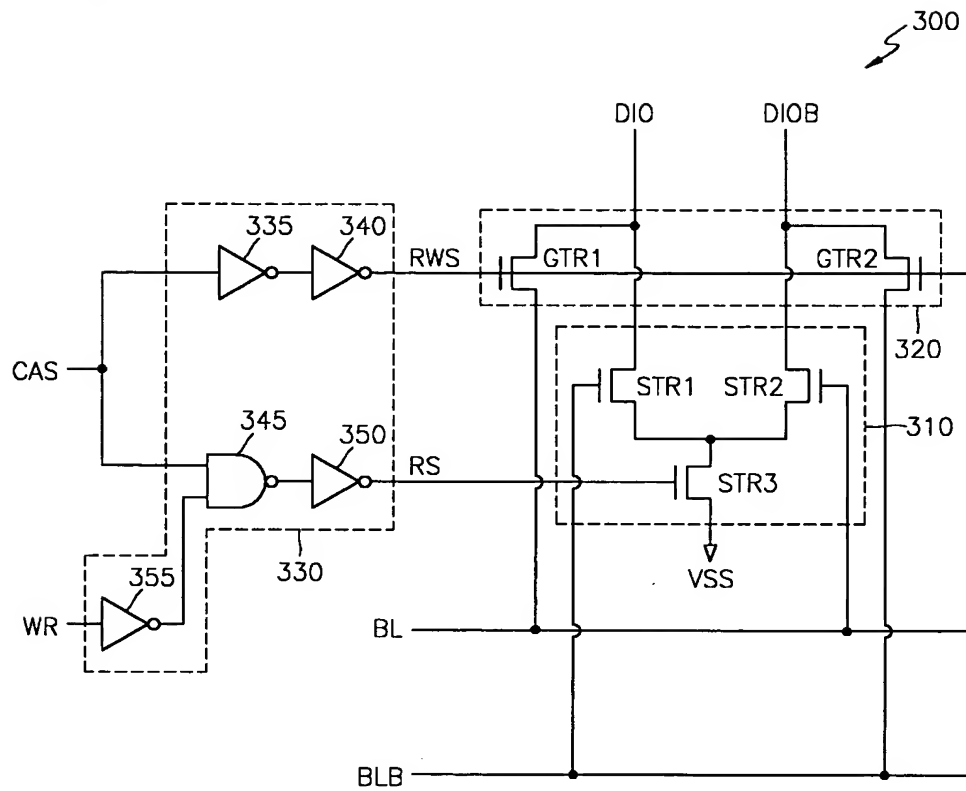 300
DIO
DIOB
335
340
RWS
GTR1
GTR2
320
CAS
STR1
STR2
345
350
RS
310
STR3
355
330
VSS
WR
BL
BLB